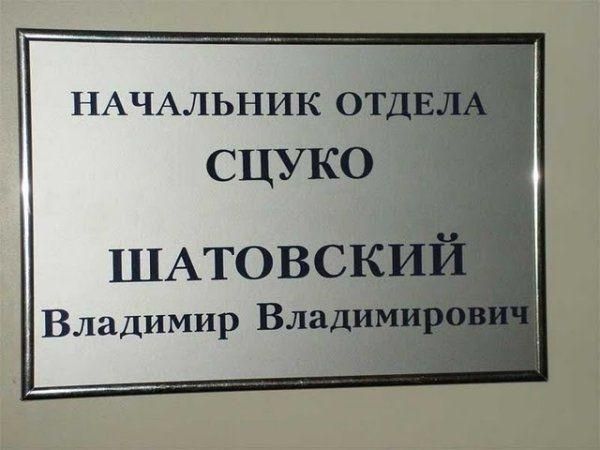 НАЧАЛЬНИК ОТДЕЛА
СЦУКО
ШАТОВСКИЙ
Владимир Владимирович